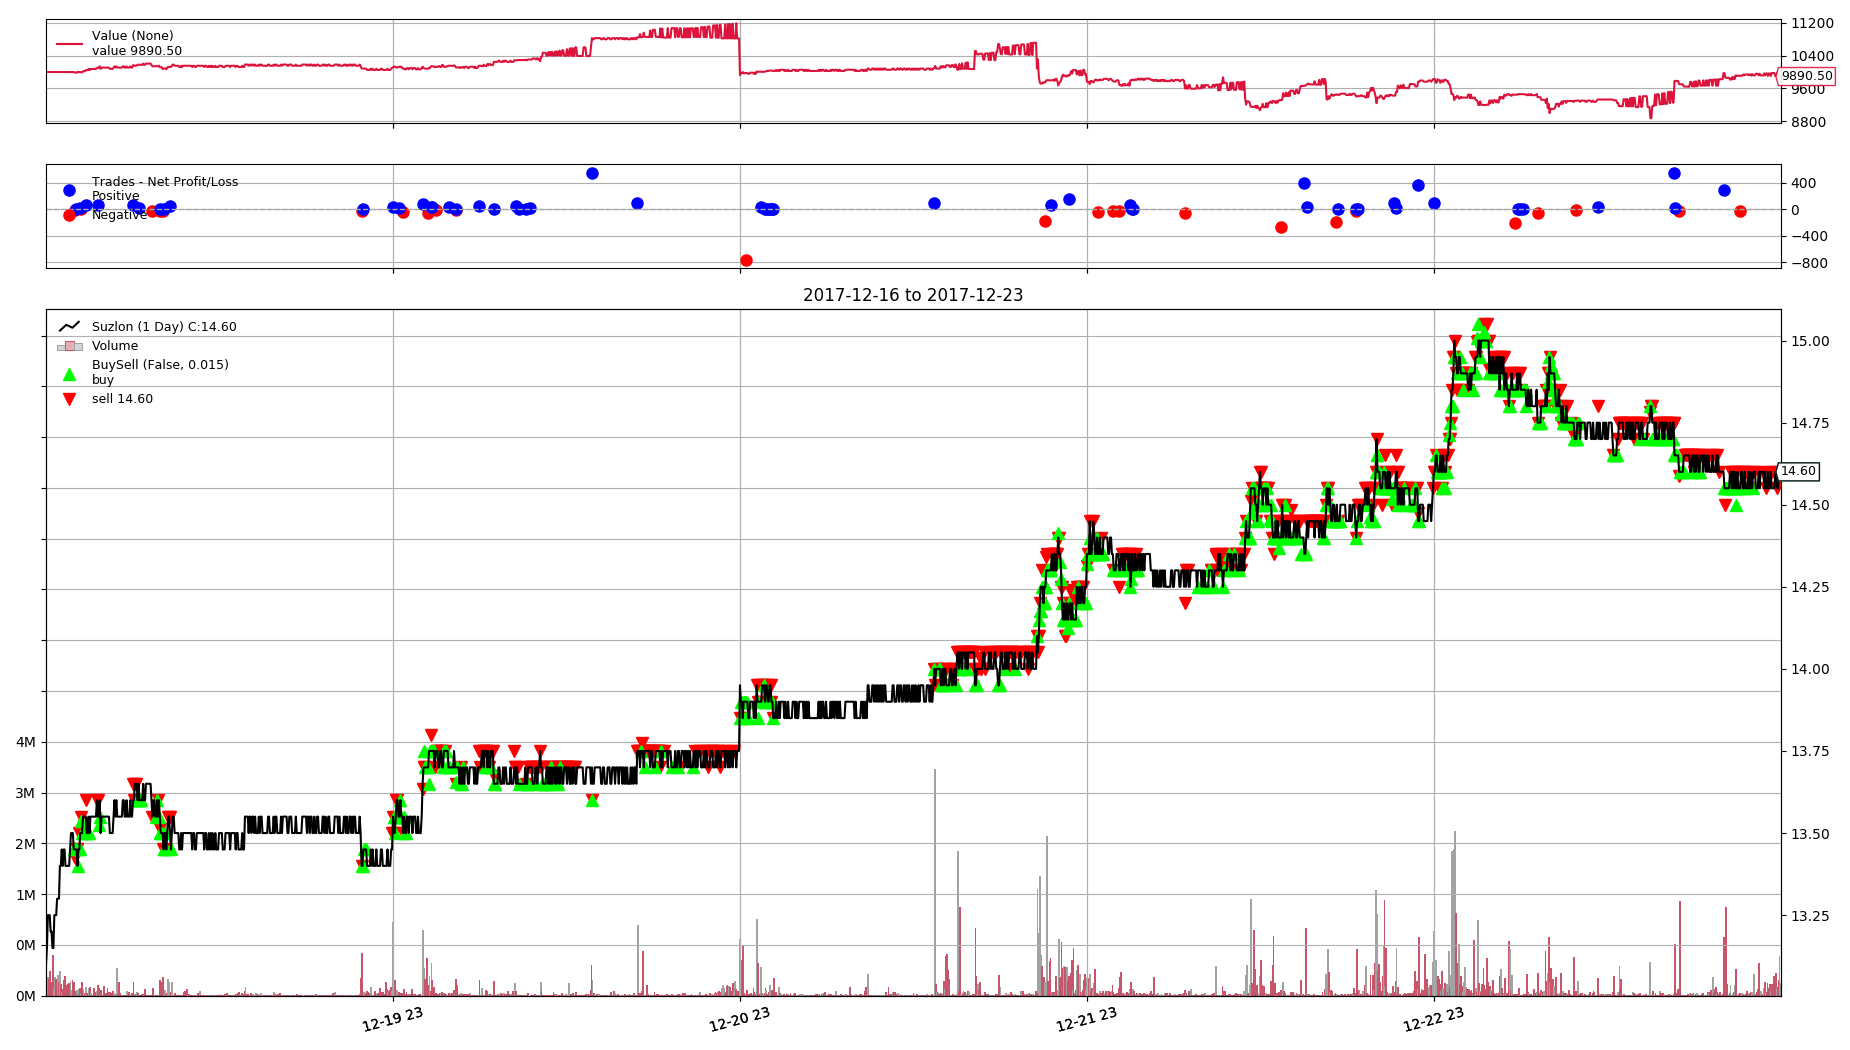 Value (None)
value 9890.50
11200
10400
9890.50
9600
8800
Trades - Net Profit/Loss
Positive
Negative
400
0
−400
−800
2017-12-16 to 2017-12-23
Suzlon (1 Day) C:14.60
Volume
BuySell (False, 0.015)
buy
sell 14.60
15.00
14.75
14.60
14.50
14.25
14.00
13.75
13.50
13.25
4M
3M
2M
1M
0M
0M
12-19 23
12-20 23
12-21 23
12-22 23